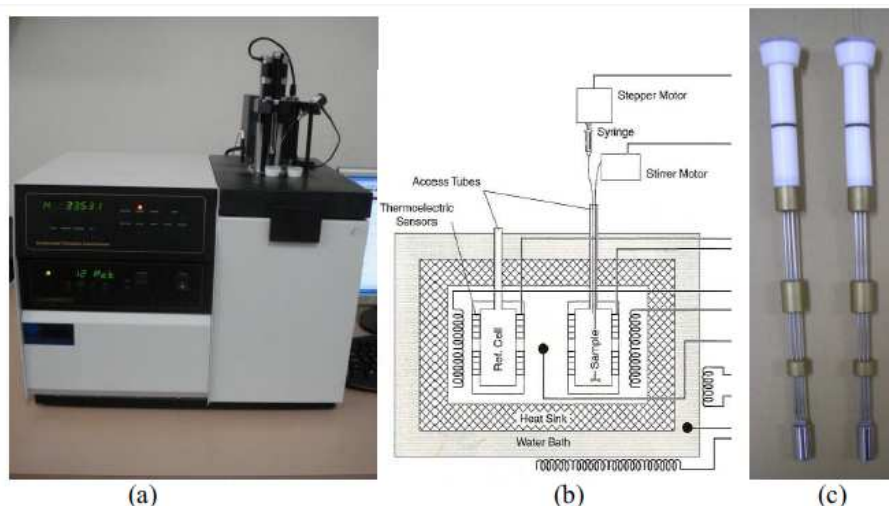 Stepper Motor
Syringe
Stirrer Motor
Access Tubes
Thermoelectric
Sensors
Ref. Cell
Sample
Heat Sink
Water Bath
(a)
(b)
(c)